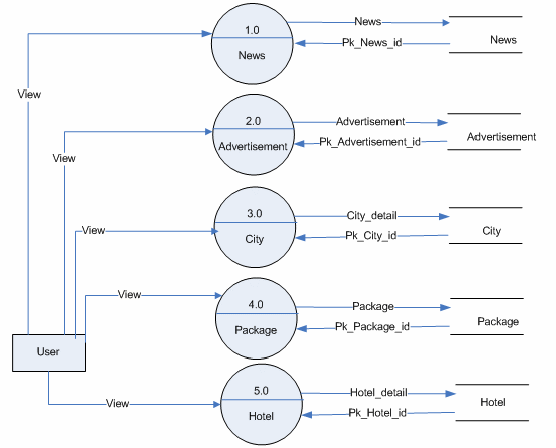 1.0
News
News
Pk_News_id
News
View
2.0
Advertisement
Advertisement
Pk_Advertisement_id
Advertisement
View
3.0
City
City_detail
Pk_City_id
City
View
4.0
Package
Package
Pk_Package_id
Package
View
User
5.0
Hotel
Hotel_detail
Pk_Hotel_id
Hotel
View